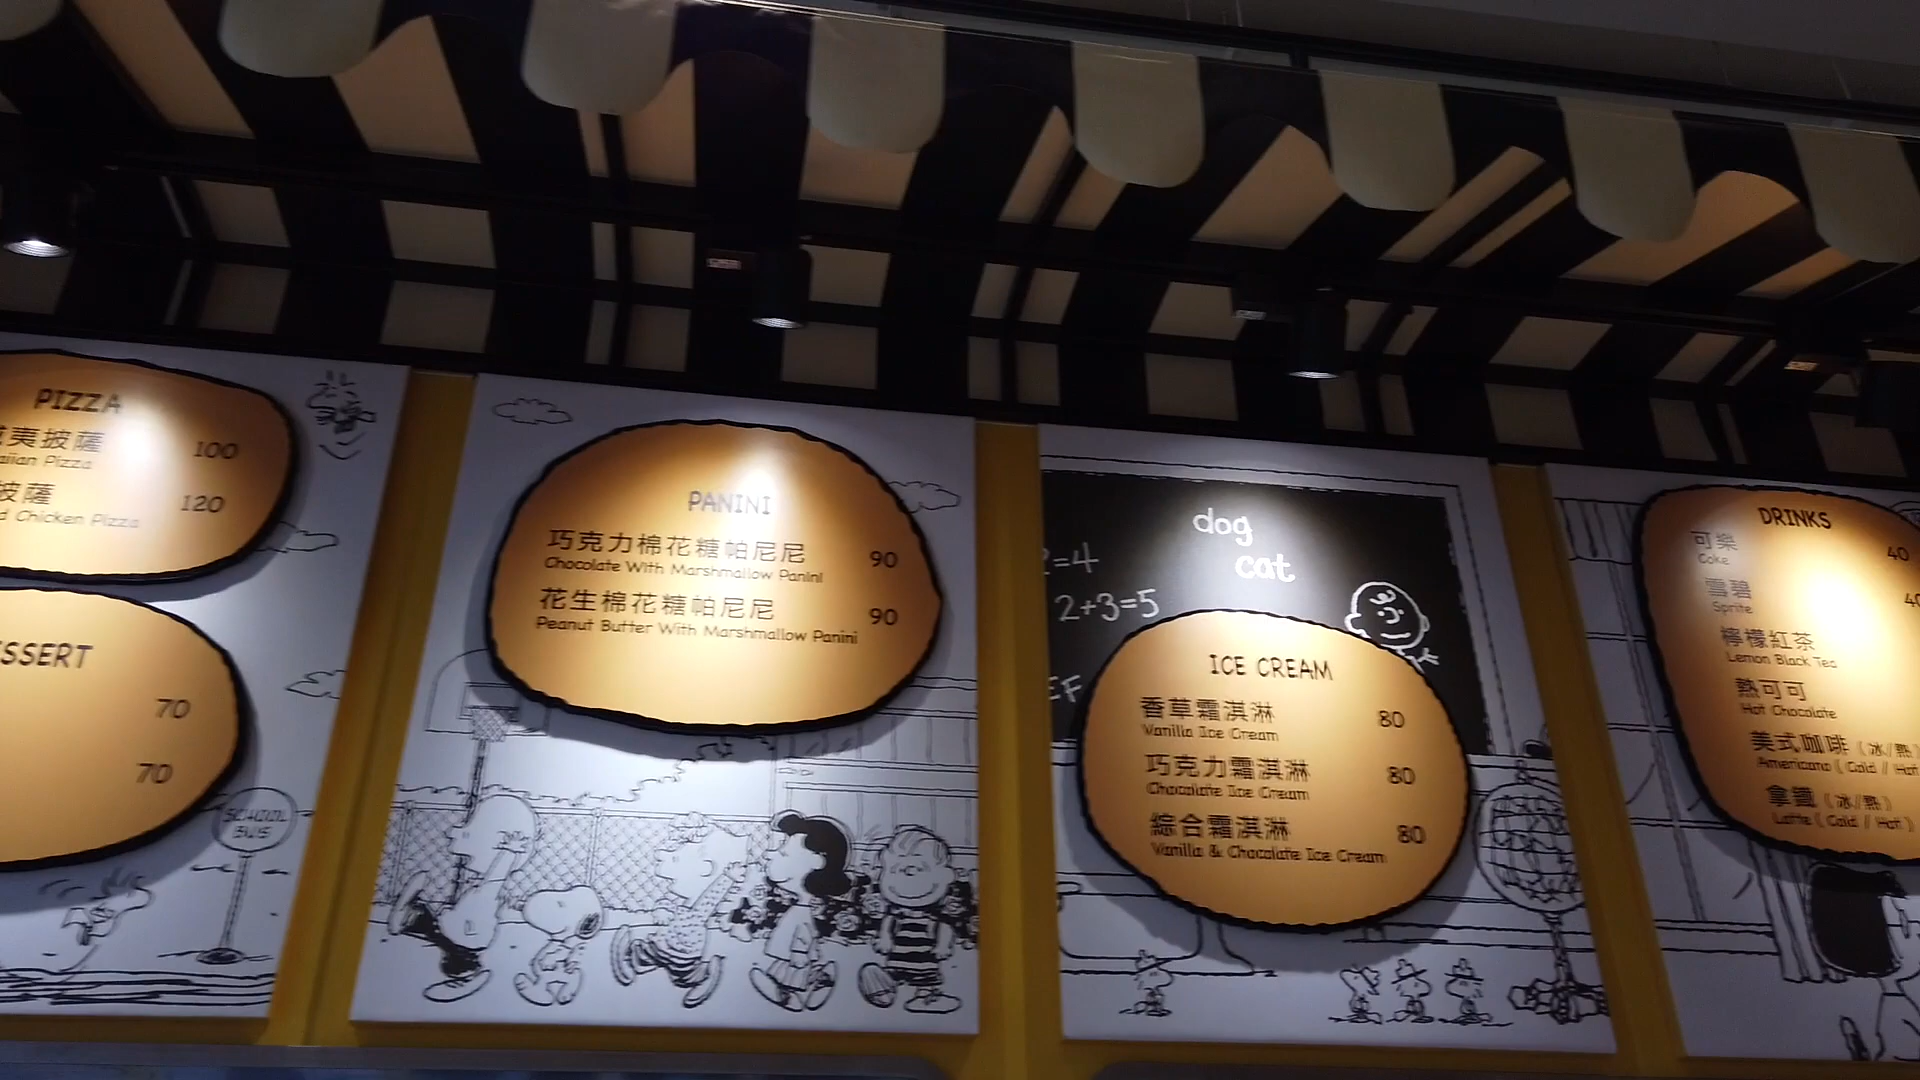 PIZZA
夷披薩 100
aiian Pizza
披薩 120
d Chicken Pizza
SSERT
70
70
SCHOOL
BUS
PANINI
巧克力棉花糖帕尼尼 90
Chocolate With Marshmallow Panini
花生棉花糖帕尼尼 90
Peanut Butter With Marshmallow Panini
dog
cat
=4
2+3=5
EF
ICE CREAM
香草霜淇淋 80
Vanilla Ice Cream
巧克力霜淇淋 80
Chocolate Ice Cream
綜合霜淇淋 80
Vanilla & Chocolate Ice Cream
DRINKS
可樂 40
Coke
雪碧 40
Sprite
檸檬紅茶
Lemon Black Tea
熱可可
Hot Chocolate
美式咖啡 (冰/熱)
Americano ( Cold / Hot
拿鐵 (冰/熱)
Latte ( Cold / Hot )